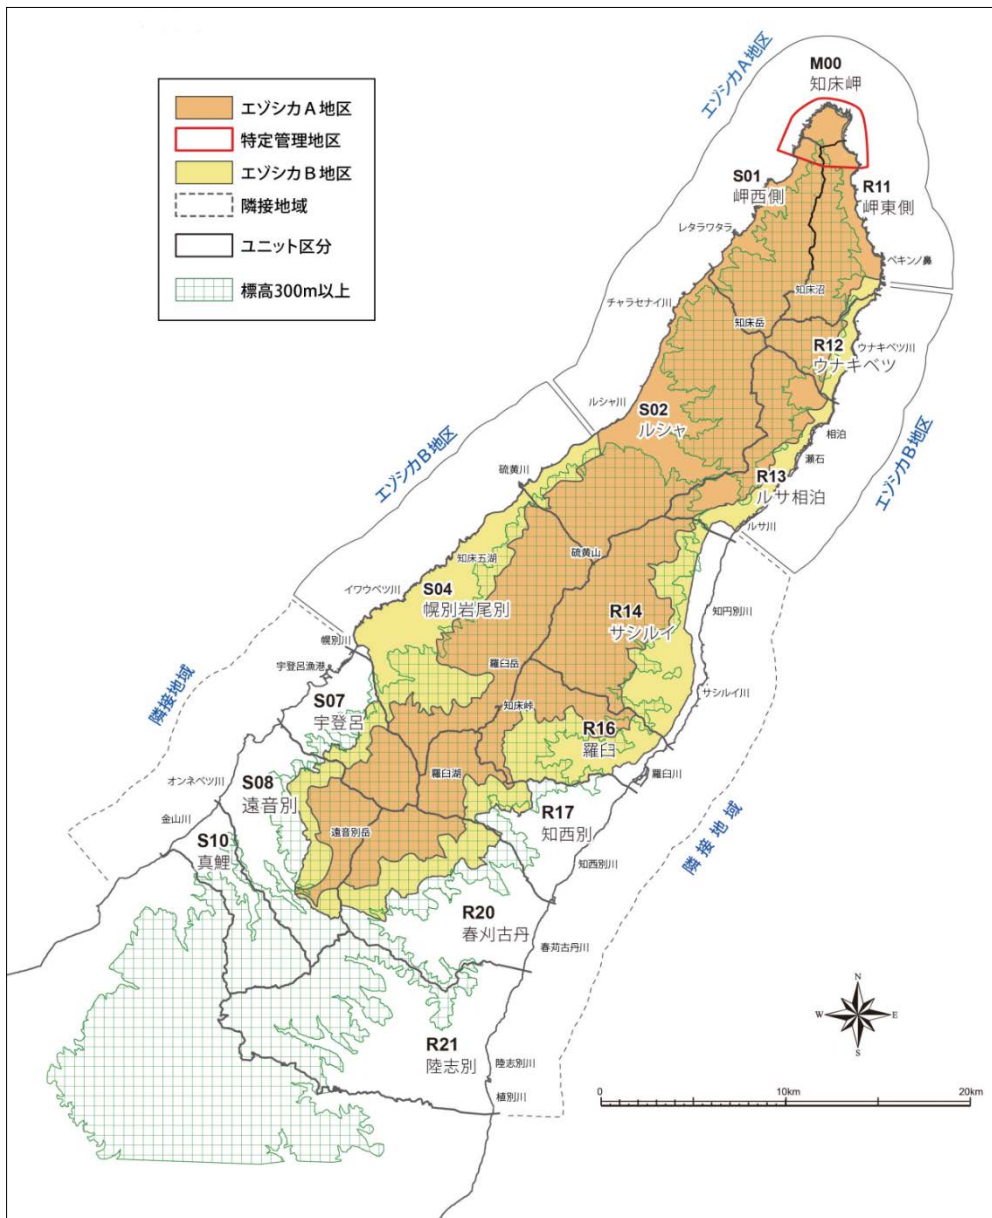 エゾシカA地区
特定管理地区
エゾシカB地区
隣接地域
ユニット区分
標高300m以上
エゾシカA地区
M00
知床岬
S01
岬西側
R11
岬東側
レタラワタラ
ペキンノ鼻
知床沼
チャラセナイ川
知床岳
R12
ウナキベツ
ウナキベツ川
ルシャ川
S02
ルシャ
相泊
瀬石
エゾシカB地区
エゾシカB地区
硫黄川
R13
ルサ相泊
ルサ川
知床五湖
硫黄山
イワウベツ川
S04
幌別岩尾別
R14
サシルイ
知円別川
幌別川
宇登呂漁港
羅臼岳
隣接地域
S07
宇登呂
知床峠
サシルイ川
R16
羅臼
羅臼湖
羅臼川
オンネベツ川
S08
遠音別
金山川
遠音別岳
R17
知西別
隣接地域
S10
真鯉
知西別川
R20
春刈古丹
春苅古丹川
N
W
E
S
R21
陸志別
陸志別川
植別川
0
10km
20km